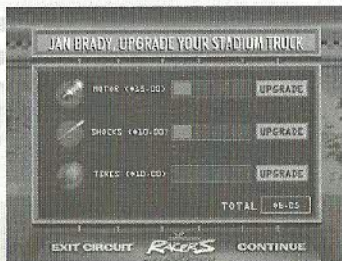 JAN BRADY, UPGRADE YOUR STADIUM TRUCK
MOTOR ($15.00) UPGRADE
SHOCKS ($10.00) UPGRADE
TIRES ($10.00) UPGRADE
TOTAL
EXIT CIRCUIT RACERS CONTINUE